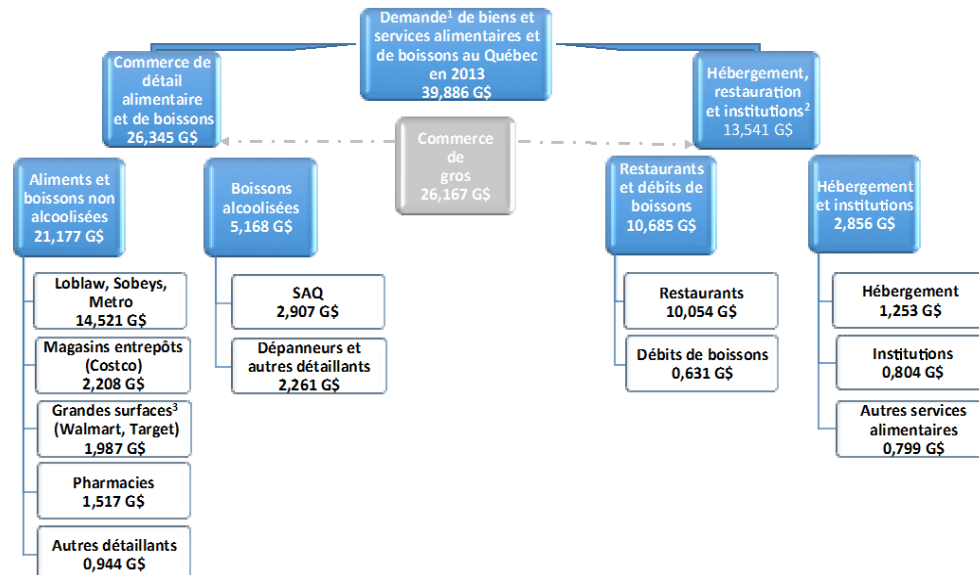 Demande¹ de biens et
services alimentaires et
de boissons au Québec
en 2013
39,886 G$
Commerce de
détail
alimentaire
et de boissons
26,345 G$
Hébergement,
restauration
et institutions²
13,541 G$
Commerce
de
gros
26,167 G$
Aliments et
boissons non
alcoolisées
21,177 G$
Boissons
alcoolisées
5,168 G$
Restaurants
et débits de
boissons
10,685 G$
Hébergement
et institutions
2,856 G$
Loblaw, Sobeys,
Metro
14,521 G$
Magasins entrepôts
(Costco)
2,208 G$
Grandes surfaces³
(Walmart, Target)
1,987 G$
Pharmacies
1,517 G$
Autres détaillants
0,944 G$
SAQ
2,907 G$
Dépanneurs et
autres détaillants
2,261 G$
Restaurants
10,054 G$
Débits de boissons
0,631 G$
Hébergement
1,253 G$
Institutions
0,804 G$
Autres services
alimentaires
0,799 G$